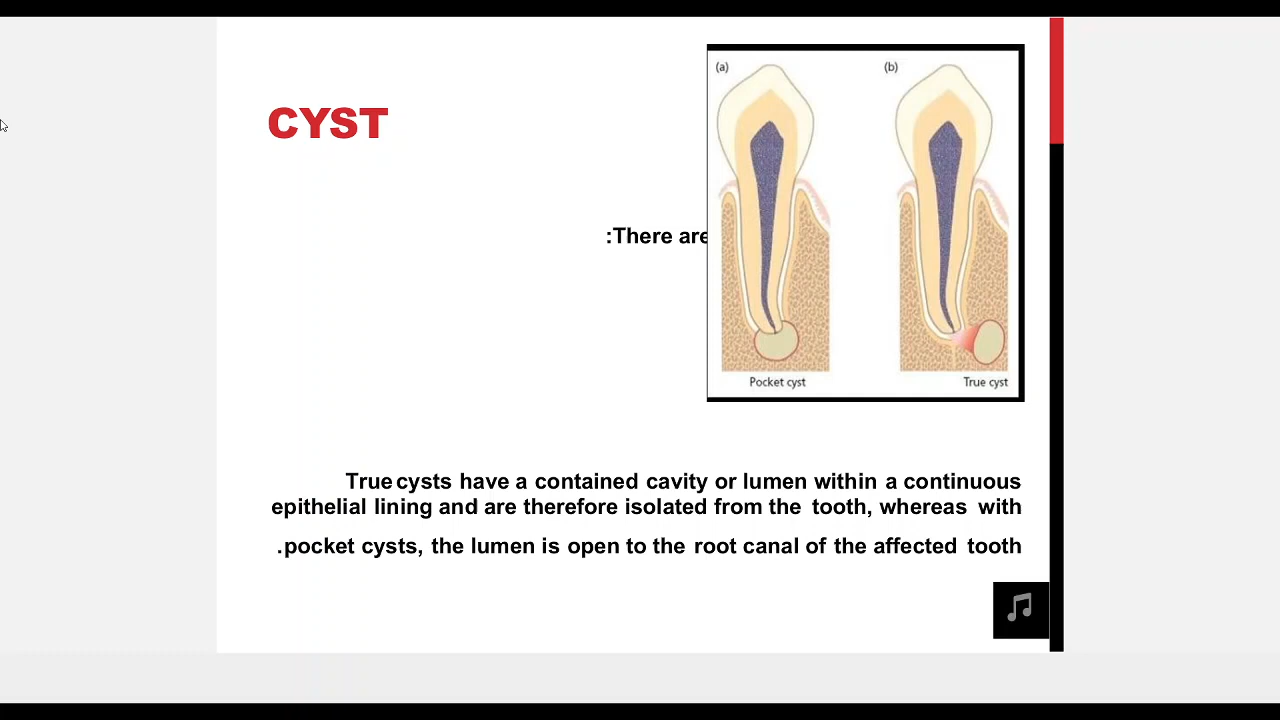 CYST
:There are
(a)
(b)
Pocket cyst
True cyst
True cysts have a contained cavity or lumen within a continuous
epithelial lining and are therefore isolated from the tooth, whereas with
.pocket cysts, the lumen is open to the root canal of the affected tooth